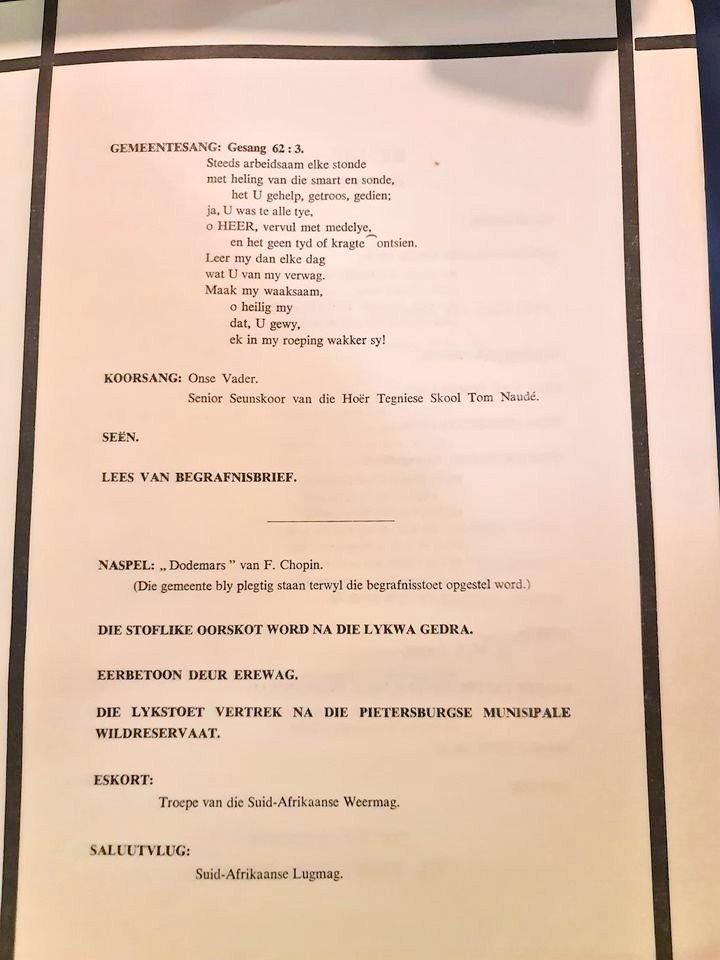 GEMEENTESANG: Gesang 62 : 3.
Steeds arbeidsaam elke stonde
met heling van die smart en sonde,
het U gehelp, getroos, gedien;
ja, U was te alle tye,
o HEER, vervul met medelye,
en het geen tyd of kragte⁀ontsien.
Leer my dan elke dag
wat U van my verwag.
Maak my waaksaam,
o heilig my
dat, U gewy,
ek in my roeping wakker sy!
KOORSANG: Onse Vader.
Senior Seunskoor van die Hoër Tegniese Skool Tom Naudé.
SEËN.
LEES VAN BEGRAFNISBRIEF.
NASPEL: „Dodemars” van F. Chopin.
(Die gemeente bly plegtig staan terwyl die begrafnisstoet opgestel word.)
DIE STOFLIKE OORSKOT WORD NA DIE LYKWA GEDRA.
EERBETOON DEUR EREWAG.
DIE LYKSTOET VERTREK NA DIE PIETERSBURGSE MUNISIPALE
WILDRESERVAAT.
ESKORT:
Troepe van die Suid-Afrikaanse Weermag.
SALUUTVLUG:
Suid-Afrikaanse Lugmag.